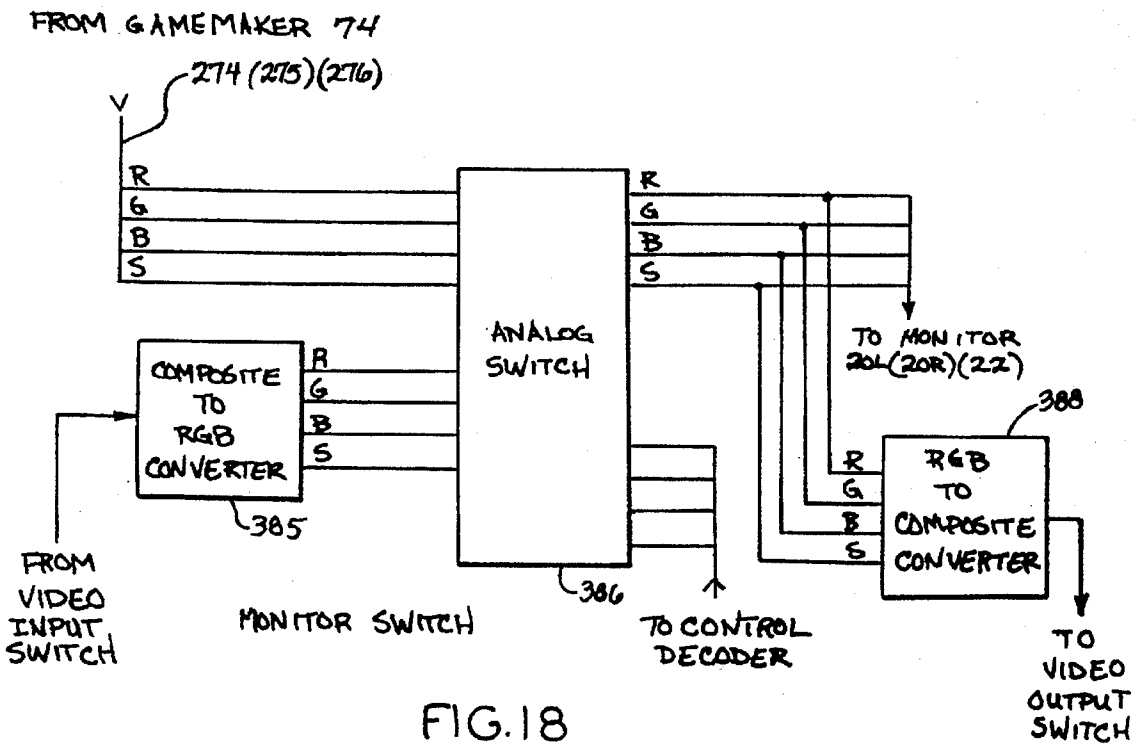 FROM GAMEMAKER 74
274 (275)(276)
R
G
B
S
R
G
B
S
ANALOG
SWITCH
TO MONITOR
20L(20R)(22)
COMPOSITE
TO
RGB
CONVERTER
R
G
B
S
385
388
R
G
B
S
RGB
TO
COMPOSITE
CONVERTER
FROM
VIDEO
INPUT
SWITCH
MONITOR SWITCH
386
TO CONTROL
DECODER
TO
VIDEO
OUTPUT
SWITCH
FIG.18